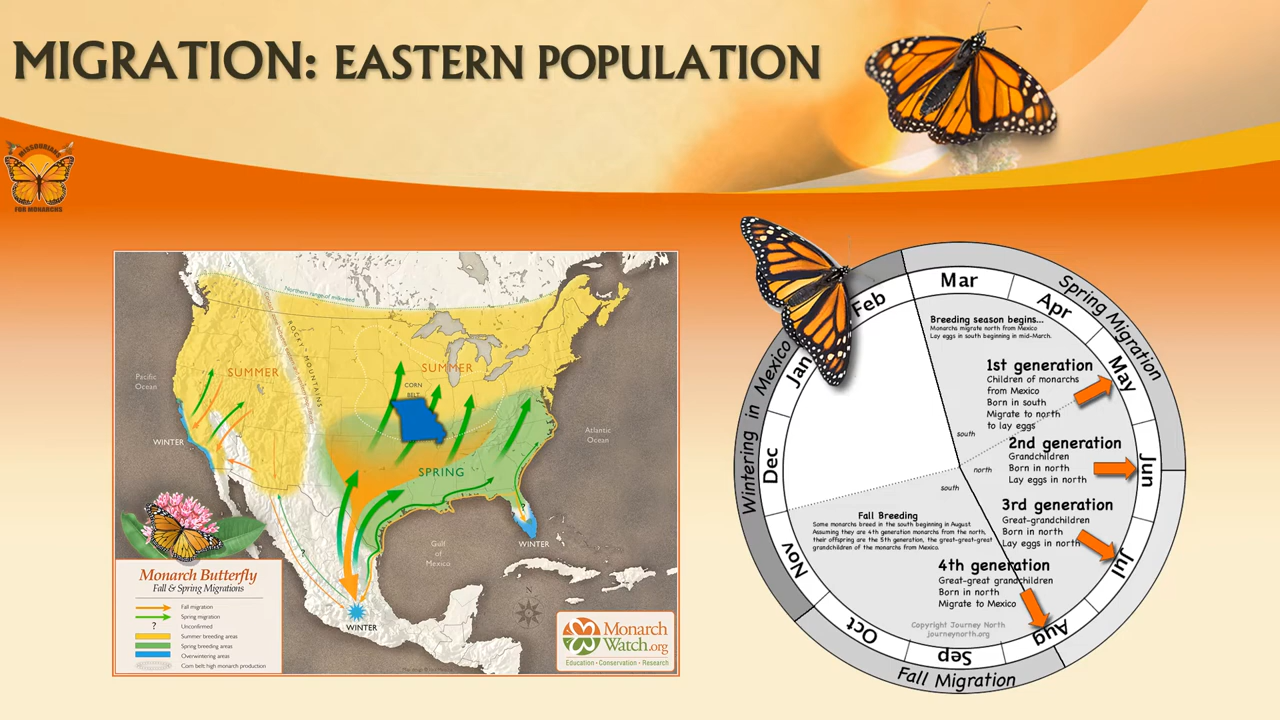 MIGRATION: EASTERN POPULATION
MISSOURIANS
FOR MONARCHS
Northern range of milkweed
ROCKY MOUNTAINS
Pacific
Ocean
SUMMER
SUMMER
CORN
BELT
WINTER
SPRING
Atlantic
Ocean
Gulf
of
Mexico
WINTER
?
WINTER
N
Monarch Butterfly
Fall & Spring Migrations
Fall migration
Spring migration
? Unconfirmed
Summer breeding areas
Spring breeding areas
Overwintering areas
Corn belt high monarch production
Monarch
Watch.org
Education • Conservation • Research
Wintering in Mexico
Spring Migration
Fall Migration
Jan
Feb
Mar
Apr
May
Jun
Jul
Aug
Sep
Oct
Nov
Dec
Breeding season begins...
Monarchs migrate north from Mexico
Lay eggs in south beginning in mid-March.
1st generation
Children of monarchs
from Mexico
Born in south
Migrate to north
to lay eggs
south
north
south
2nd generation
Grandchildren
Born in north
Lay eggs in north
3rd generation
Great-grandchildren
Born in north
Lay eggs in north
4th generation
Great-great grandchildren
Born in north
Migrate to Mexico
Fall Breeding
Some monarchs breed in the south beginning in August.
Assuming they are 4th generation monarchs from the north,
their offspring are the 5th generation, the great-great-great
grandchildren of the monarchs from Mexico.
Copyright Journey North
journeynorth.org